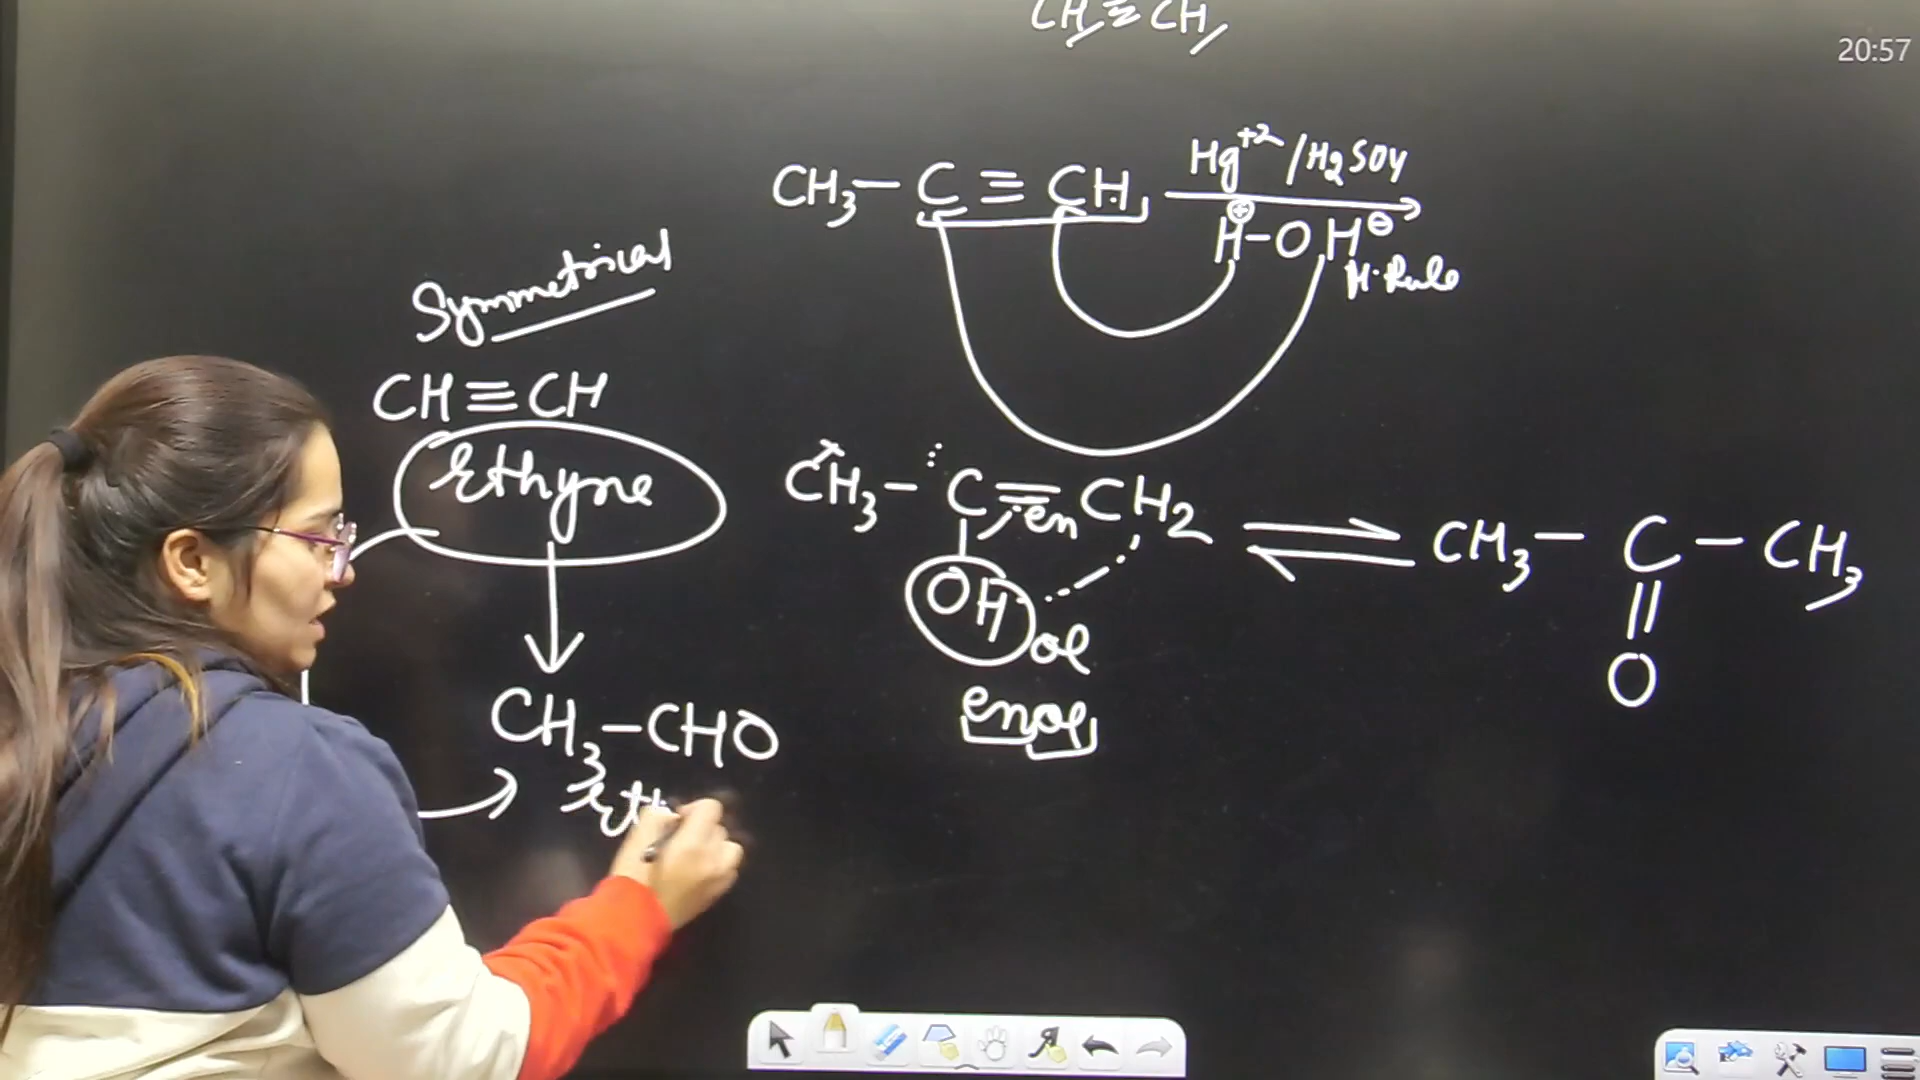 CH≡CH
20:57
CH3–C≡CH
Hg+2/H2SO4
⊕ ⊖
H–OH
M.Rule
Symmetrical
CH≡CH
Ethyne
CH3–C=CH2 ⇌ CH3–C–CH3
en
||
OH
ol
O
enol
CH3–CHO
Eth